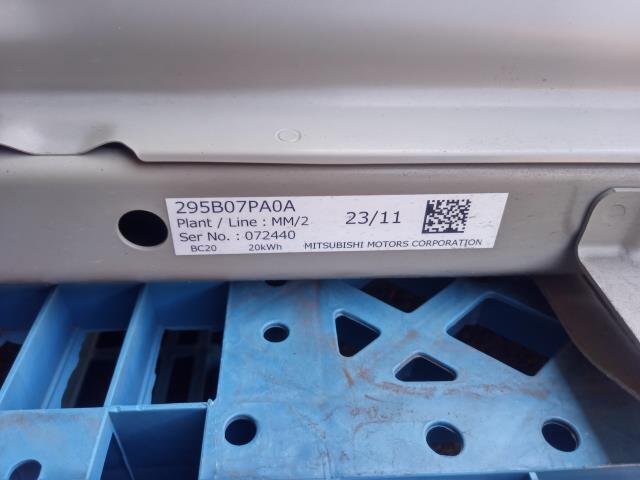 295B07PA0A
Plant / Line : MM/2 23/11
Ser No. : 072440
BC20 20kWh MITSUBISHI MOTORS CORPORATION